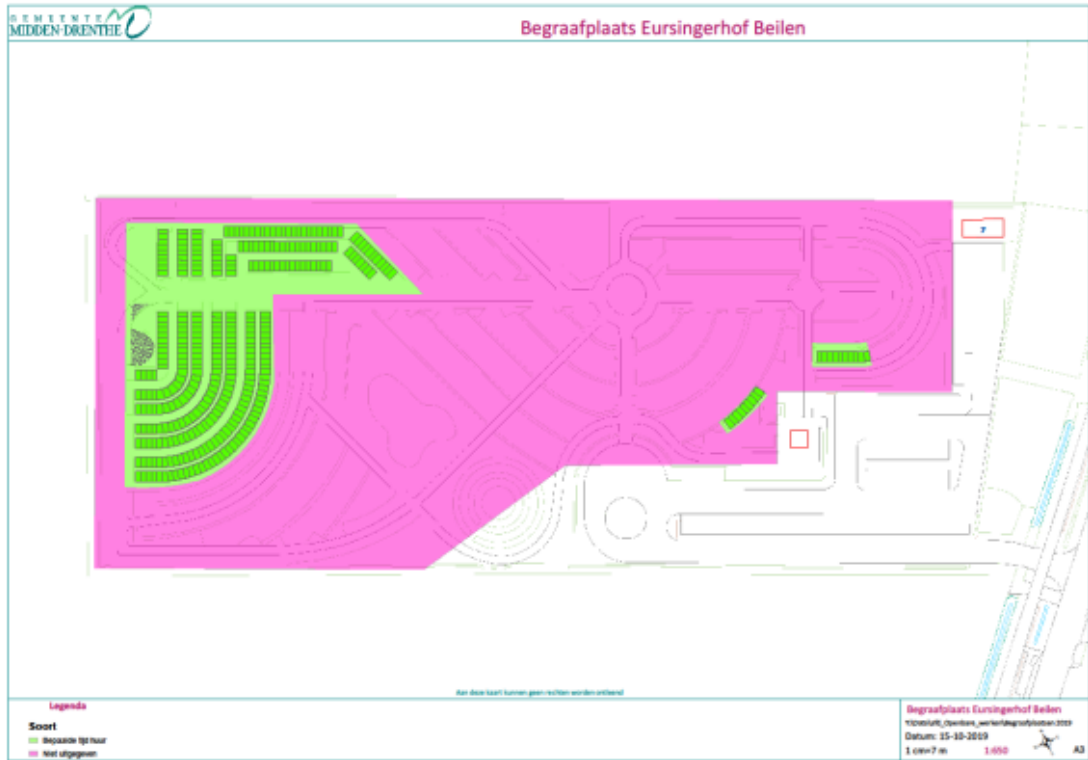 GEMEENTE
MIDDEN-DRENTHE
Begraafplaats Eursingerhof Beilen
7
Aan deze kaart kunnen geen rechten worden ontleend
Legenda
Soort
Bepaalde tijd huur
Niet uitgegeven
Begraafplaats Eursingerhof Beilen
Datum: 15-10-2019
1 cm=7 m 1:650 A3